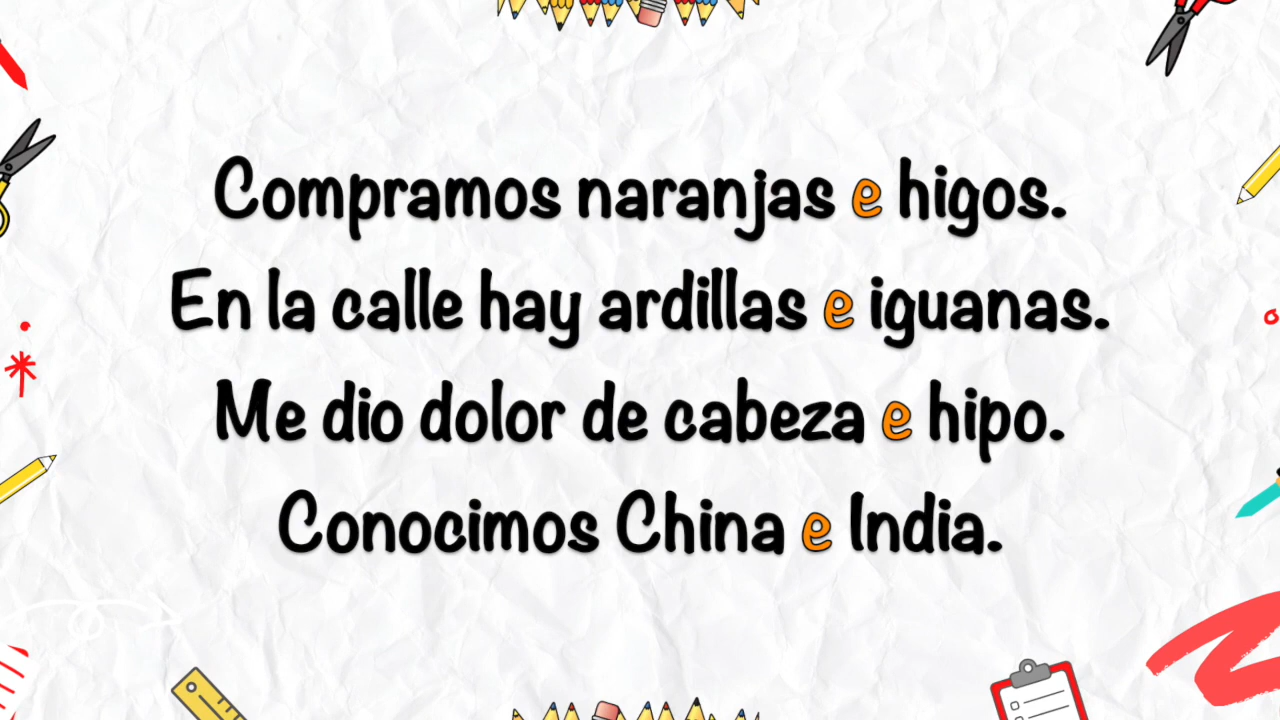 Compramos naranjas e higos.
En la calle hay ardillas e iguanas.
Me dio dolor de cabeza e hipo.
Conocimos China e India.